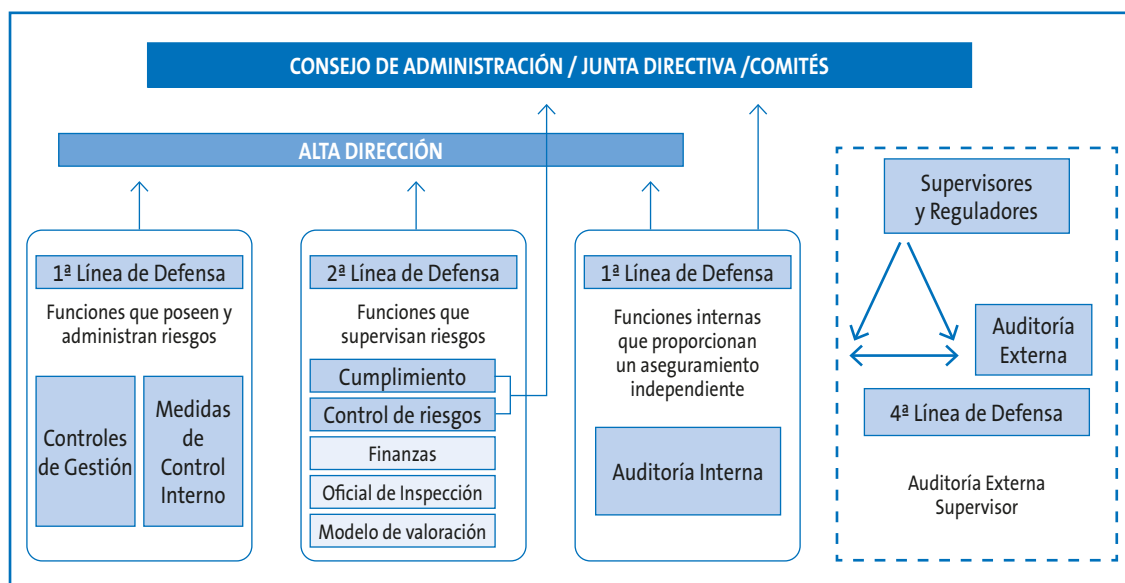 CONSEJO DE ADMINISTRACIÓN / JUNTA DIRECTIVA /COMITÉS
ALTA DIRECCIÓN
1ª Línea de Defensa
Funciones que poseen y
administran riesgos
Controles
de Gestión
Medidas
de
Control
Interno
2ª Línea de Defensa
Funciones que
supervisan riesgos
Cumplimiento
Control de riesgos
Finanzas
Oficial de Inspección
Modelo de valoración
1ª Línea de Defensa
Funciones internas
que proporcionan
un aseguramiento
independiente
Auditoría Interna
Supervisores
y Reguladores
Auditoría
Externa
4ª Línea de Defensa
Auditoría Externa
Supervisor